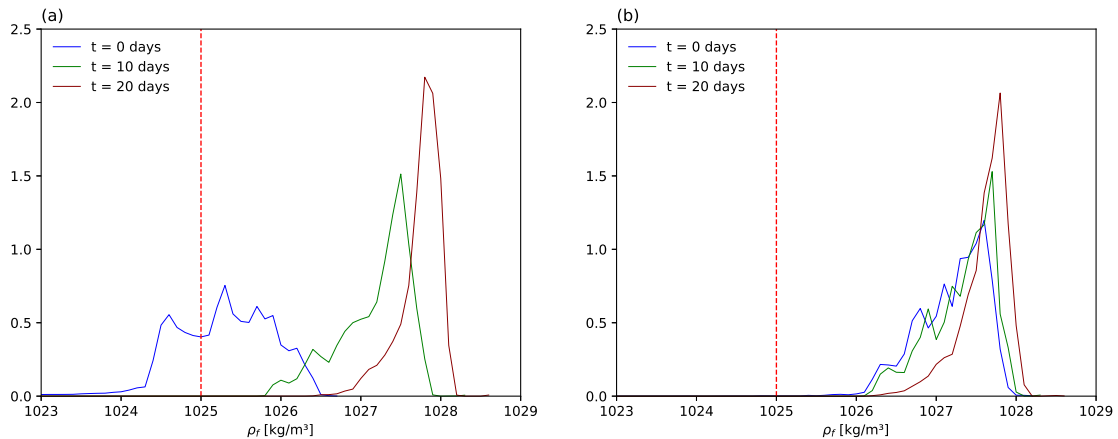 (a)
2.5
2.0
1.5
1.0
0.5
0.0
t = 0 days
t = 10 days
t = 20 days
1023 1024 1025 1026 1027 1028 1029
ρf [kg/m³]
(b)
2.5
2.0
1.5
1.0
0.5
0.0
t = 0 days
t = 10 days
t = 20 days
1023 1024 1025 1026 1027 1028 1029
ρf [kg/m³]